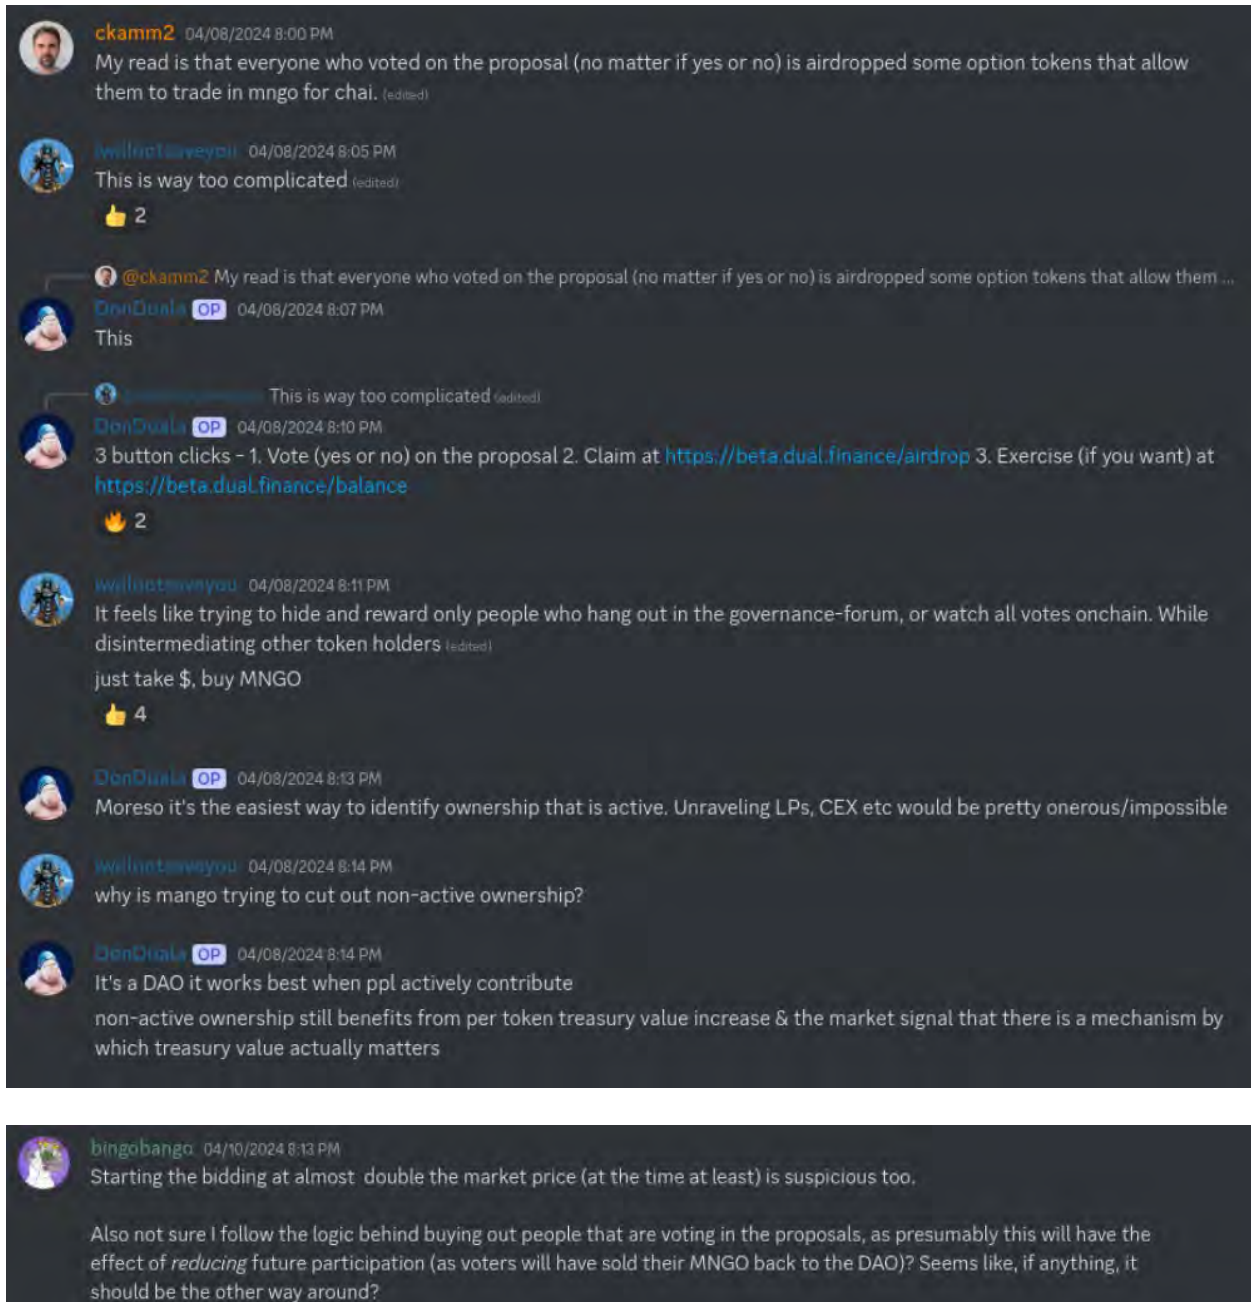 ckamm2 04/08/2024 8:00 PM
My read is that everyone who voted on the proposal (no matter if yes or no) is airdropped some option tokens that allow
them to trade in mngo for chai. (edited)
iwillnotsaveyou 04/08/2024 8:05 PM
This is way too complicated (edited)
👍 2
@ckamm2 My read is that everyone who voted on the proposal (no matter if yes or no) is airdropped some option tokens that allow them ...
DonDuala OP 04/08/2024 8:07 PM
This
This is way too complicated (edited)
DonDuala OP 04/08/2024 8:10 PM
3 button clicks - 1. Vote (yes or no) on the proposal 2. Claim at https://beta.dual.finance/airdrop 3. Exercise (if you want) at
https://beta.dual.finance/balance
🔥 2
iwillnotsaveyou 04/08/2024 8:11 PM
It feels like trying to hide and reward only people who hang out in the governance-forum, or watch all votes onchain. While
disintermediating other token holders (edited)
just take $, buy MNGO
👍 4
DonDuala OP 04/08/2024 8:13 PM
Moreso it's the easiest way to identify ownership that is active. Unraveling LPs, CEX etc would be pretty onerous/impossible
iwillnotsaveyou 04/08/2024 8:14 PM
why is mango trying to cut out non-active ownership?
DonDuala OP 04/08/2024 8:14 PM
It's a DAO it works best when ppl actively contribute
non-active ownership still benefits from per token treasury value increase & the market signal that there is a mechanism by
which treasury value actually matters
bingobango 04/10/2024 8:13 PM
Starting the bidding at almost double the market price (at the time at least) is suspicious too.
Also not sure I follow the logic behind buying out people that are voting in the proposals, as presumably this will have the
effect of reducing future participation (as voters will have sold their MNGO back to the DAO)? Seems like, if anything, it
should be the other way around?